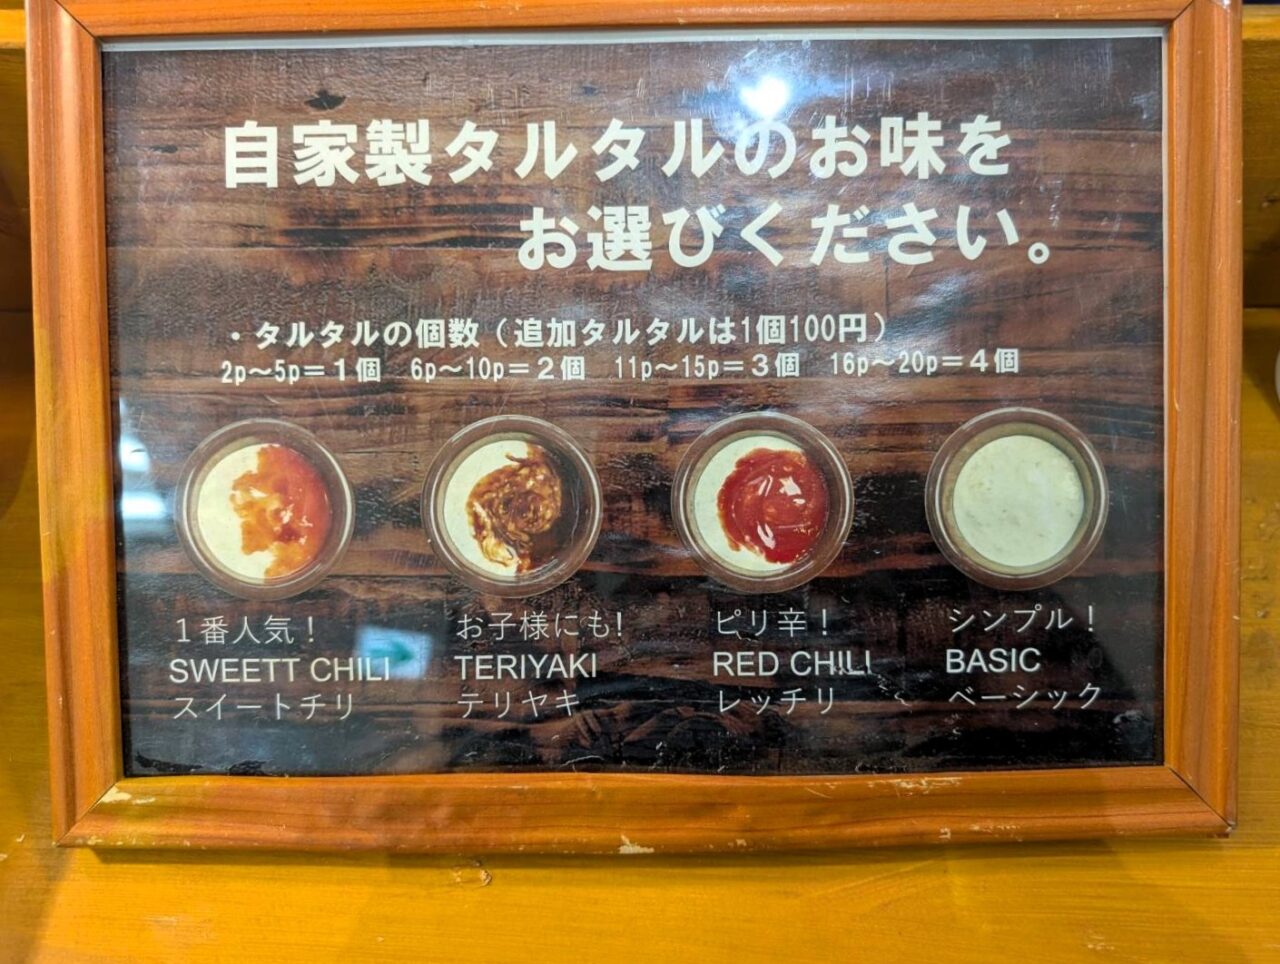 自家製タルタルのお味を
お選びください。
・タルタルの個数（追加タルタルは1個100円）
2p〜5p＝１個　6p〜10p＝２個　11p〜15p＝３個　16p〜20p＝４個
１番人気！　お子様にも!　ピリ辛！　シンプル！
SWEETT CHILI　TERIYAKI　RED CHILI　BASIC
スイートチリ　テリヤキ　レッチリ　ベーシック